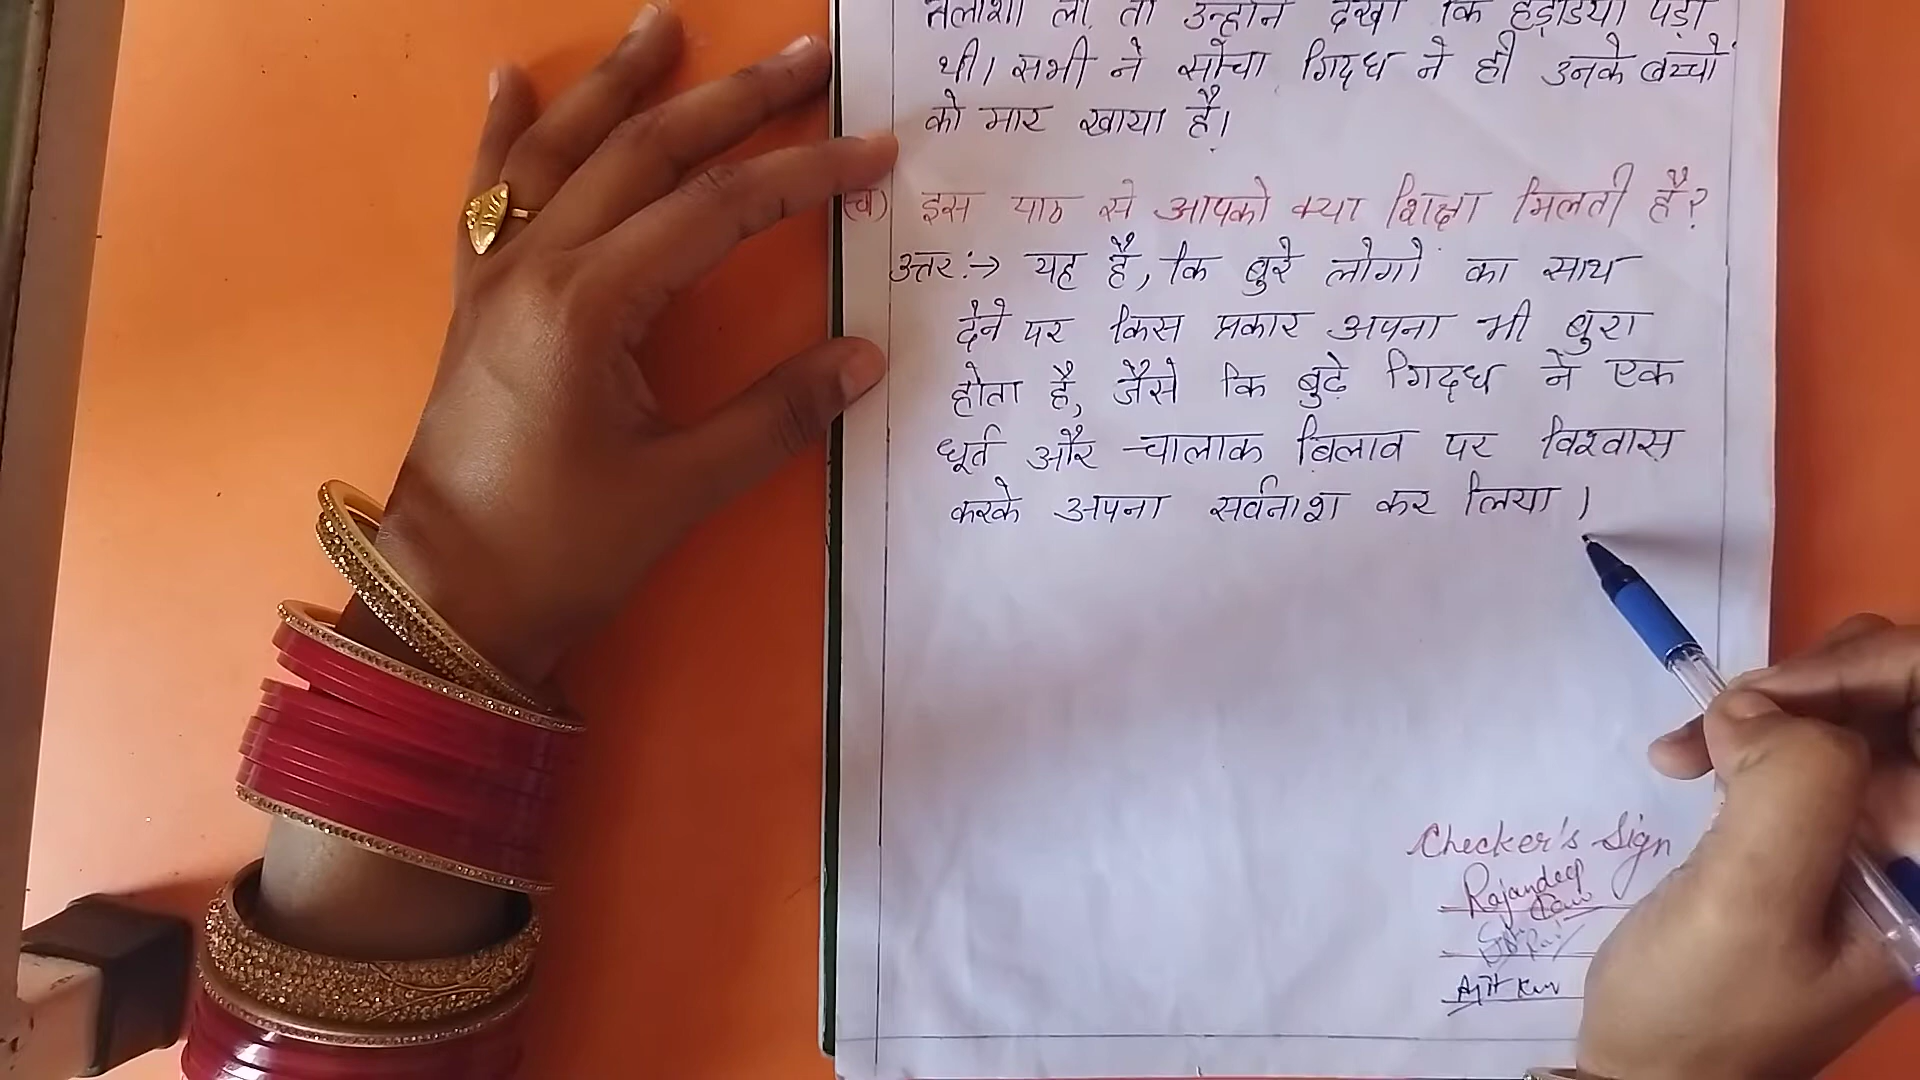 तलाशी ली, तो उन्होंने देखा कि हड्डियाँ पड़ी
थी। सभी ने सोचा गिद्ध ने ही उनके बच्चों
को मार खाया है।
(च) इस पाठ से आपको क्या शिक्षा मिलती है?
उत्तर:→ यह है, कि बुरे लोगों का साथ
देने पर किस प्रकार अपना भी बुरा
होता है, जैसे कि बुढ़े गिद्ध ने एक
धूर्त और चालाक बिलाव पर विश्वास
करके अपना सर्वनाश कर लिया।
Checker's Sign
Rajandeep